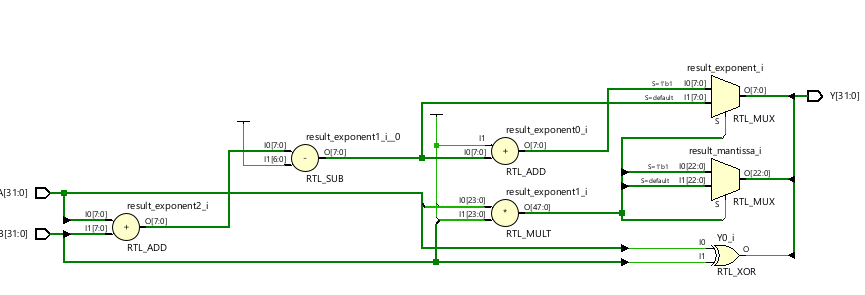 result_exponent_i
S=1'b1 I0[7:0]
S=default I1[7:0]
O[7:0]
Y[31:0]
S
RTL_MUX
result_exponent1_i__0
I0[7:0]
I1[6:0]
-
O[7:0]
RTL_SUB
result_exponent0_i
I1
I0[7:0]
+
O[7:0]
RTL_ADD
result_mantissa_i
S=1'b1 I0[22:0]
S=default I1[22:0]
O[22:0]
S
RTL_MUX
A[31:0]
result_exponent2_i
I0[7:0]
I1[7:0]
+
O[7:0]
RTL_ADD
B[31:0]
result_exponent1_i
I0[23:0]
I1[23:0]
*
O[47:0]
RTL_MULT
Y0_i
I0
I1
O
RTL_XOR